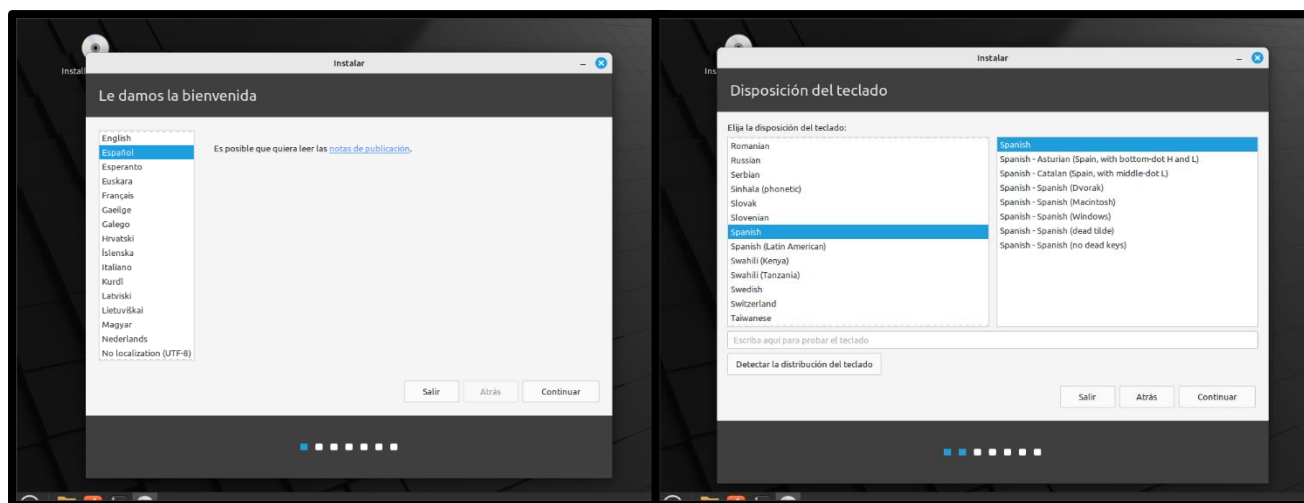 Install
Instalar
Le damos la bienvenida
English
Español
Esperanto
Euskara
Français
Gaeilge
Galego
Hrvatski
Íslenska
Italiano
Kurdî
Latviski
Lietuviškai
Magyar
Nederlands
No localization (UTF-8)
Es posible que quiera leer las notas de publicación.
Salir Atrás Continuar
Ins
Instalar
Disposición del teclado
Elija la disposición del teclado:
Romanian
Russian
Serbian
Sinhala (phonetic)
Slovak
Slovenian
Spanish
Spanish (Latin American)
Swahili (Kenya)
Swahili (Tanzania)
Swedish
Switzerland
Taiwanese
Spanish
Spanish - Asturian (Spain, with bottom-dot H and L)
Spanish - Catalan (Spain, with middle-dot L)
Spanish - Spanish (Dvorak)
Spanish - Spanish (Macintosh)
Spanish - Spanish (Windows)
Spanish - Spanish (dead tilde)
Spanish - Spanish (no dead keys)
Escriba aquí para probar el teclado
Detectar la distribución del teclado
Salir Atrás Continuar